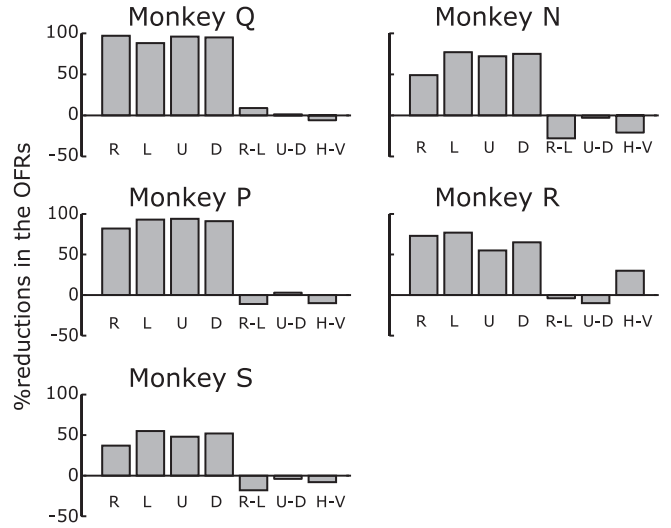 Monkey Q
Monkey N
100
50
0
-50
R L U D R-L U-D H-V
R L U D R-L U-D H-V
Monkey P
Monkey R
100
50
0
-50
R L U D R-L U-D H-V
R L U D R-L U-D H-V
Monkey S
100
50
0
-50
R L U D R-L U-D H-V
%reductions in the OFRs